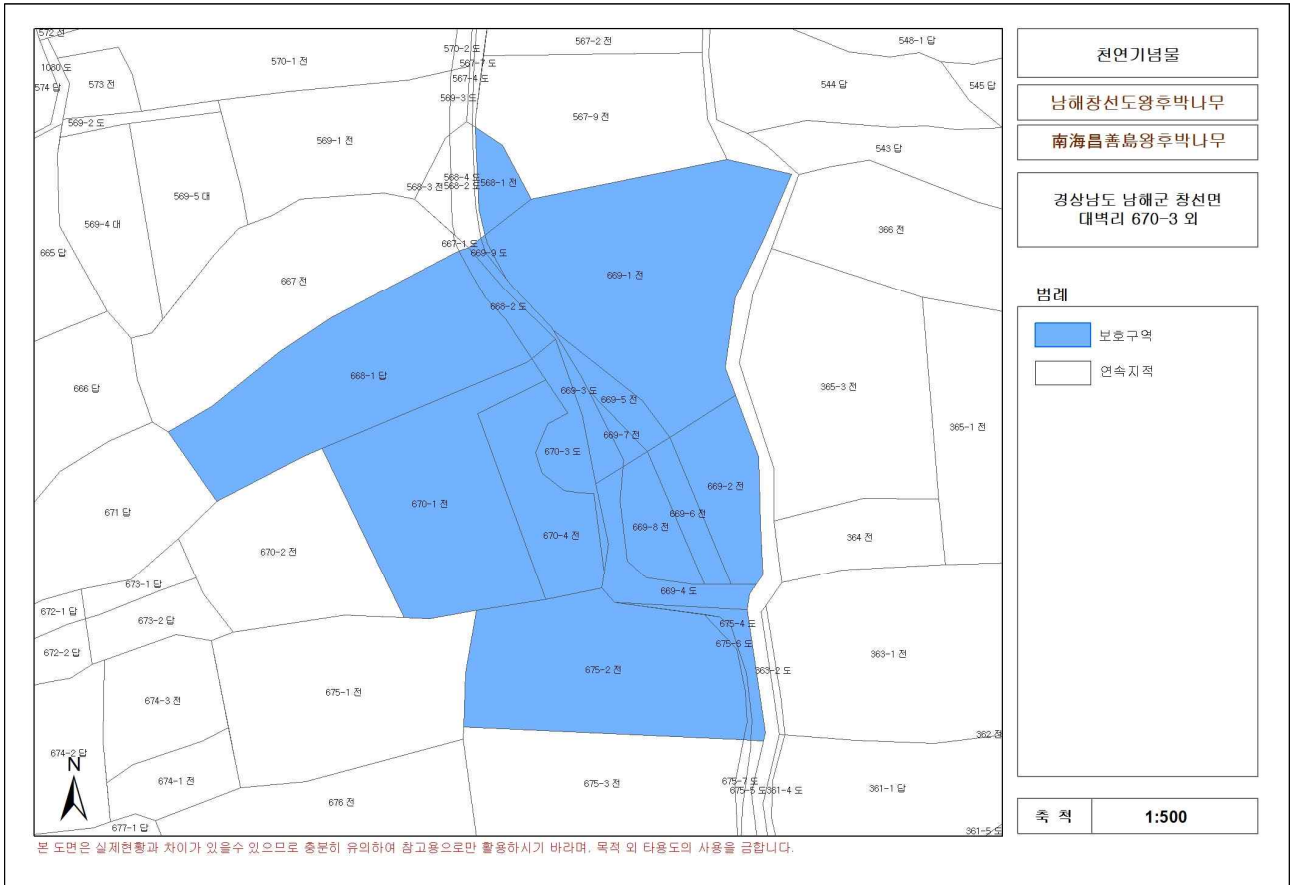 572 전
570-1 전
570-2 도
567-2 전
548-1 답
567-7 도
1080 도
574 답
573 전
567-4 도
544 답
545 답
569-3 도
567-9 전
569-2 도
569-1 전
543 답
568-4 도
568-3 전
568-2 도
568-1 전
569-5 대
569-4 대
366 전
667-1 도
665 답
669-9 도
667 전
669-1 전
668-2 도
666 답
668-1 답
365-3 전
669-3 도
669-5 전
365-1 전
669-7 전
670-3 도
669-2 전
670-1 전
671 답
669-6 전
669-8 전
670-4 전
364 전
670-2 전
673-1 답
669-4 도
672-1 답
673-2 답
675-4 도
675-6 도
672-2 답
363-1 전
675-2 전
363-2 도
675-1 전
674-3 전
674-2 답
N
674-1 전
675-3 전
675-7 도
675-5 도
361-4 도
361-1 답
676 전
677-1 답
361-5 도
천연기념물
남해창선도왕후박나무
南海昌善島왕후박나무
경상남도 남해군 창선면
대벽리 670-3 외
범례
보호구역
연속지적
축 척 1:500
본 도면은 실제현황과 차이가 있을수 있으므로 충분히 유의하여 참고용으로만 활용하시기 바라며, 목적 외 타용도의 사용을 금합니다.